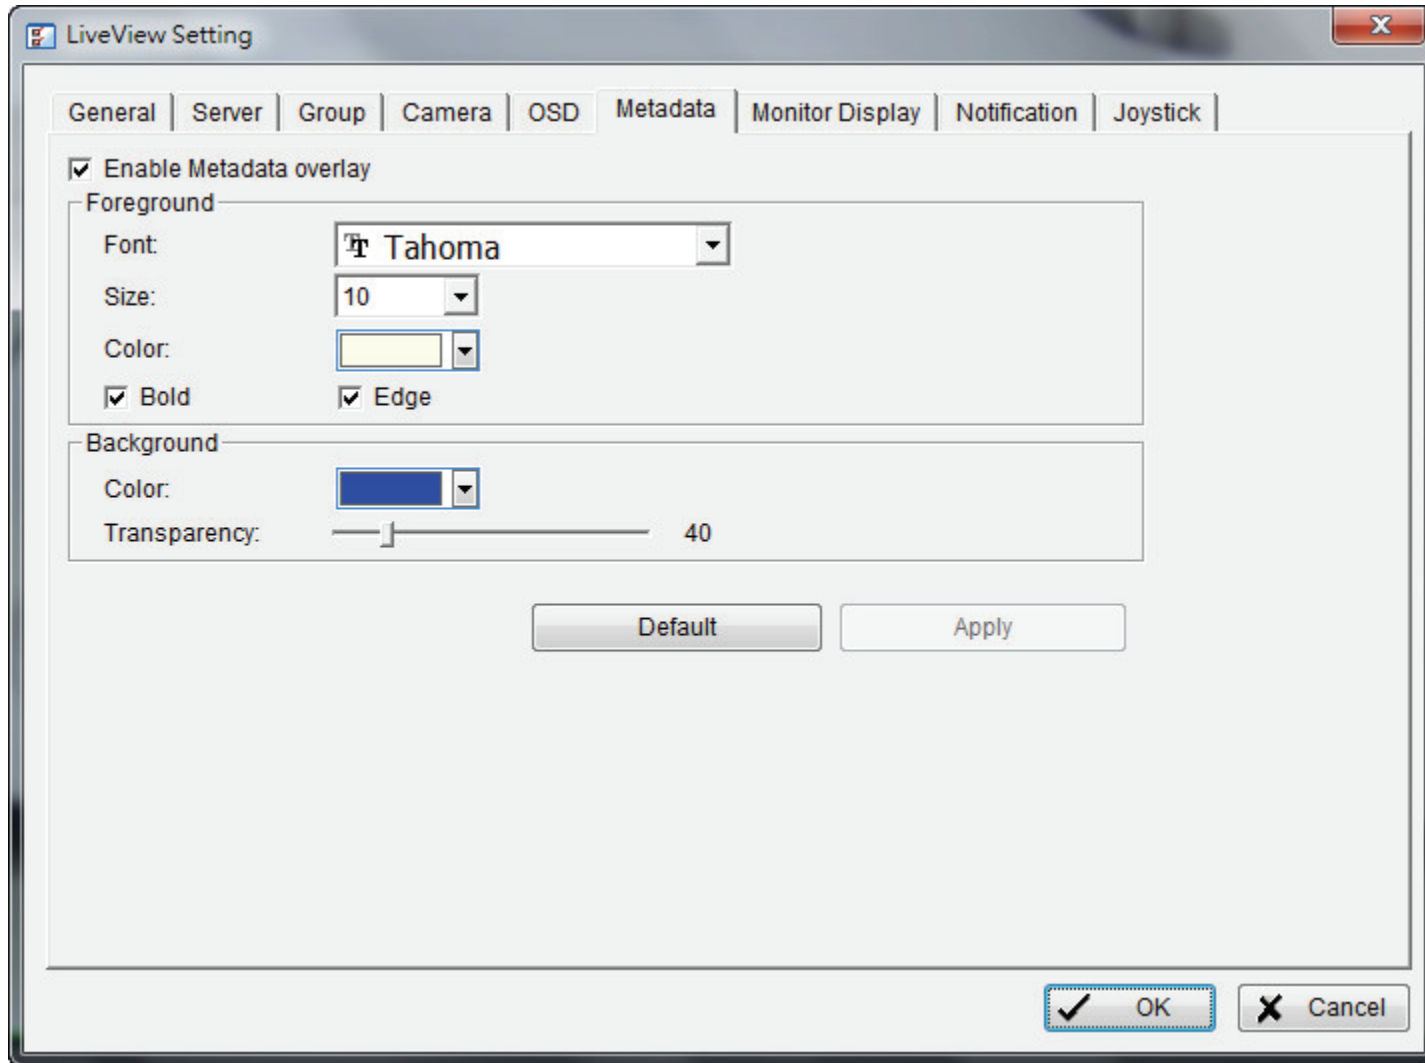 LiveView Setting
General Server Group Camera OSD Metadata Monitor Display Notification Joystick
Enable Metadata overlay
Foreground
Font: Tahoma
Size: 10
Color:
Bold Edge
Background
Color:
Transparency: 40
Default Apply
OK Cancel